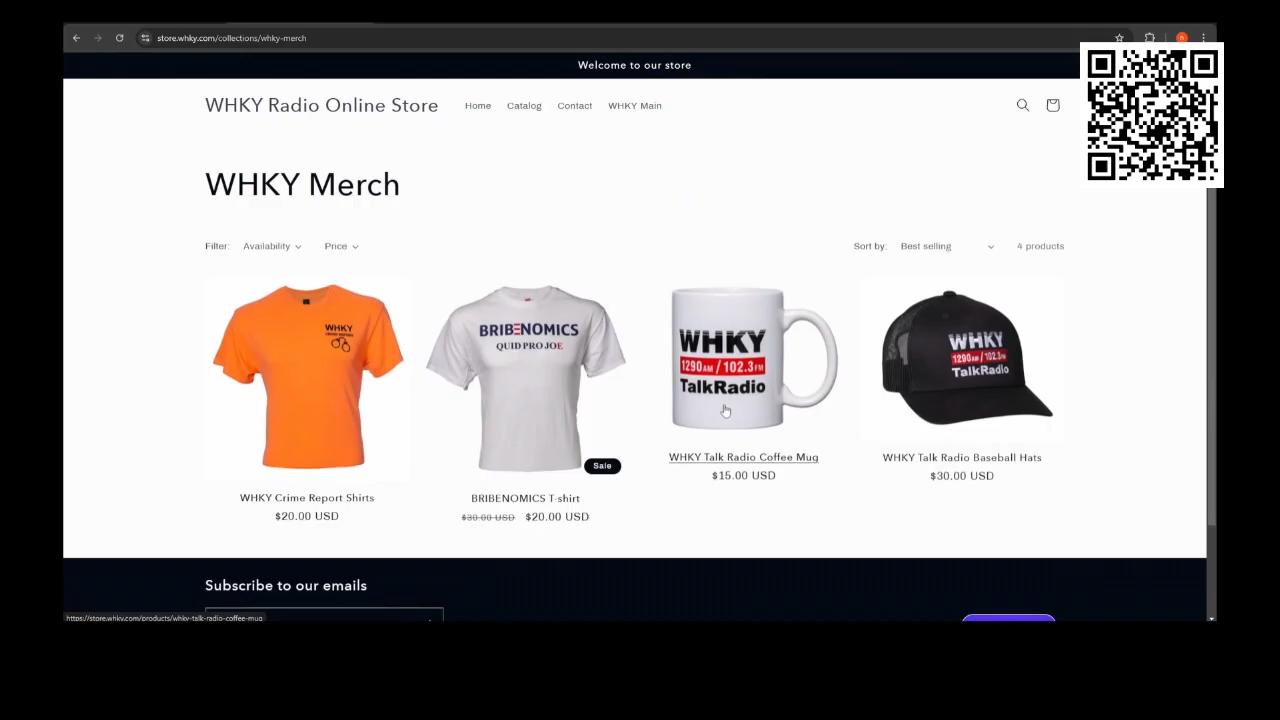 store.whky.com/collections/whky-merch
Welcome to our store
WHKY Radio Online Store
Home
Catalog
Contact
WHKY Main
WHKY Merch
Filter:
Availability
Price
Sort by:
Best selling
4 products
WHKY
BRIBENOMICS
QUID PRO JOE
WHKY
1290AM / 102.3FM
TalkRadio
WHKY
1290AM / 102.3FM
TalkRadio
Sale
WHKY Crime Report Shirts
$20.00 USD
BRIBENOMICS T-shirt
$30.00 USD $20.00 USD
WHKY Talk Radio Coffee Mug
$15.00 USD
WHKY Talk Radio Baseball Hats
$30.00 USD
Subscribe to our emails
https://store.whky.com/products/whky-talk-radio-coffee-mug